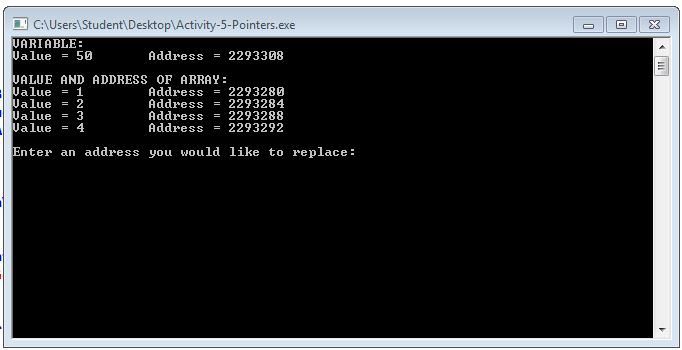 C:\Users\Student\Desktop\Activity-5-Pointers.exe
VARIABLE:
Value = 50 Address = 2293308
VALUE AND ADDRESS OF ARRAY:
Value = 1 Address = 2293280
Value = 2 Address = 2293284
Value = 3 Address = 2293288
Value = 4 Address = 2293292
Enter an address you would like to replace: